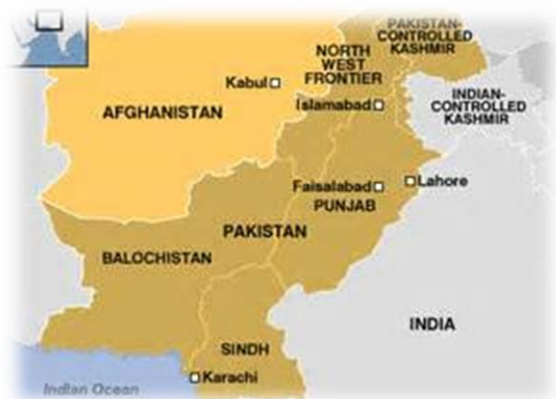 PAKISTAN-
CONTROLLED
KASHMIR
NORTH
WEST
FRONTIER
Kabul
Islamabad
INDIAN-
CONTROLLED
KASHMIR
AFGHANISTAN
Faisalabad
Lahore
PUNJAB
PAKISTAN
BALOCHISTAN
INDIA
SINDH
Karachi
Indian Ocean